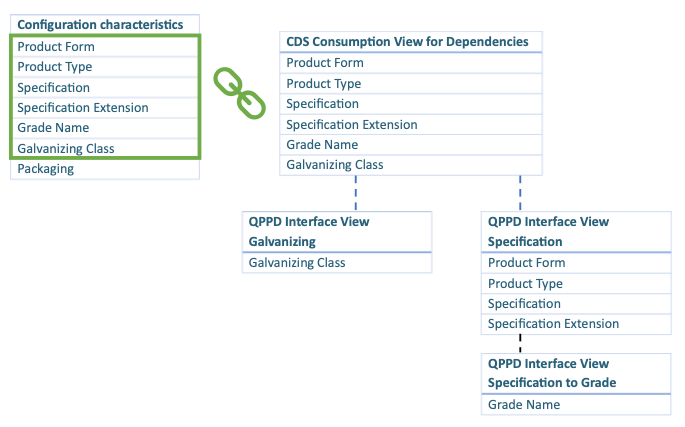 Configuration characteristics
Product Form
Product Type
Specification
Specification Extension
Grade Name
Galvanizing Class
Packaging
CDS Consumption View for Dependencies
Product Form
Product Type
Specification
Specification Extension
Grade Name
Galvanizing Class
QPPD Interface View
Galvanizing
Galvanizing Class
QPPD Interface View
Specification
Product Form
Product Type
Specification
Specification Extension
QPPD Interface View
Specification to Grade
Grade Name